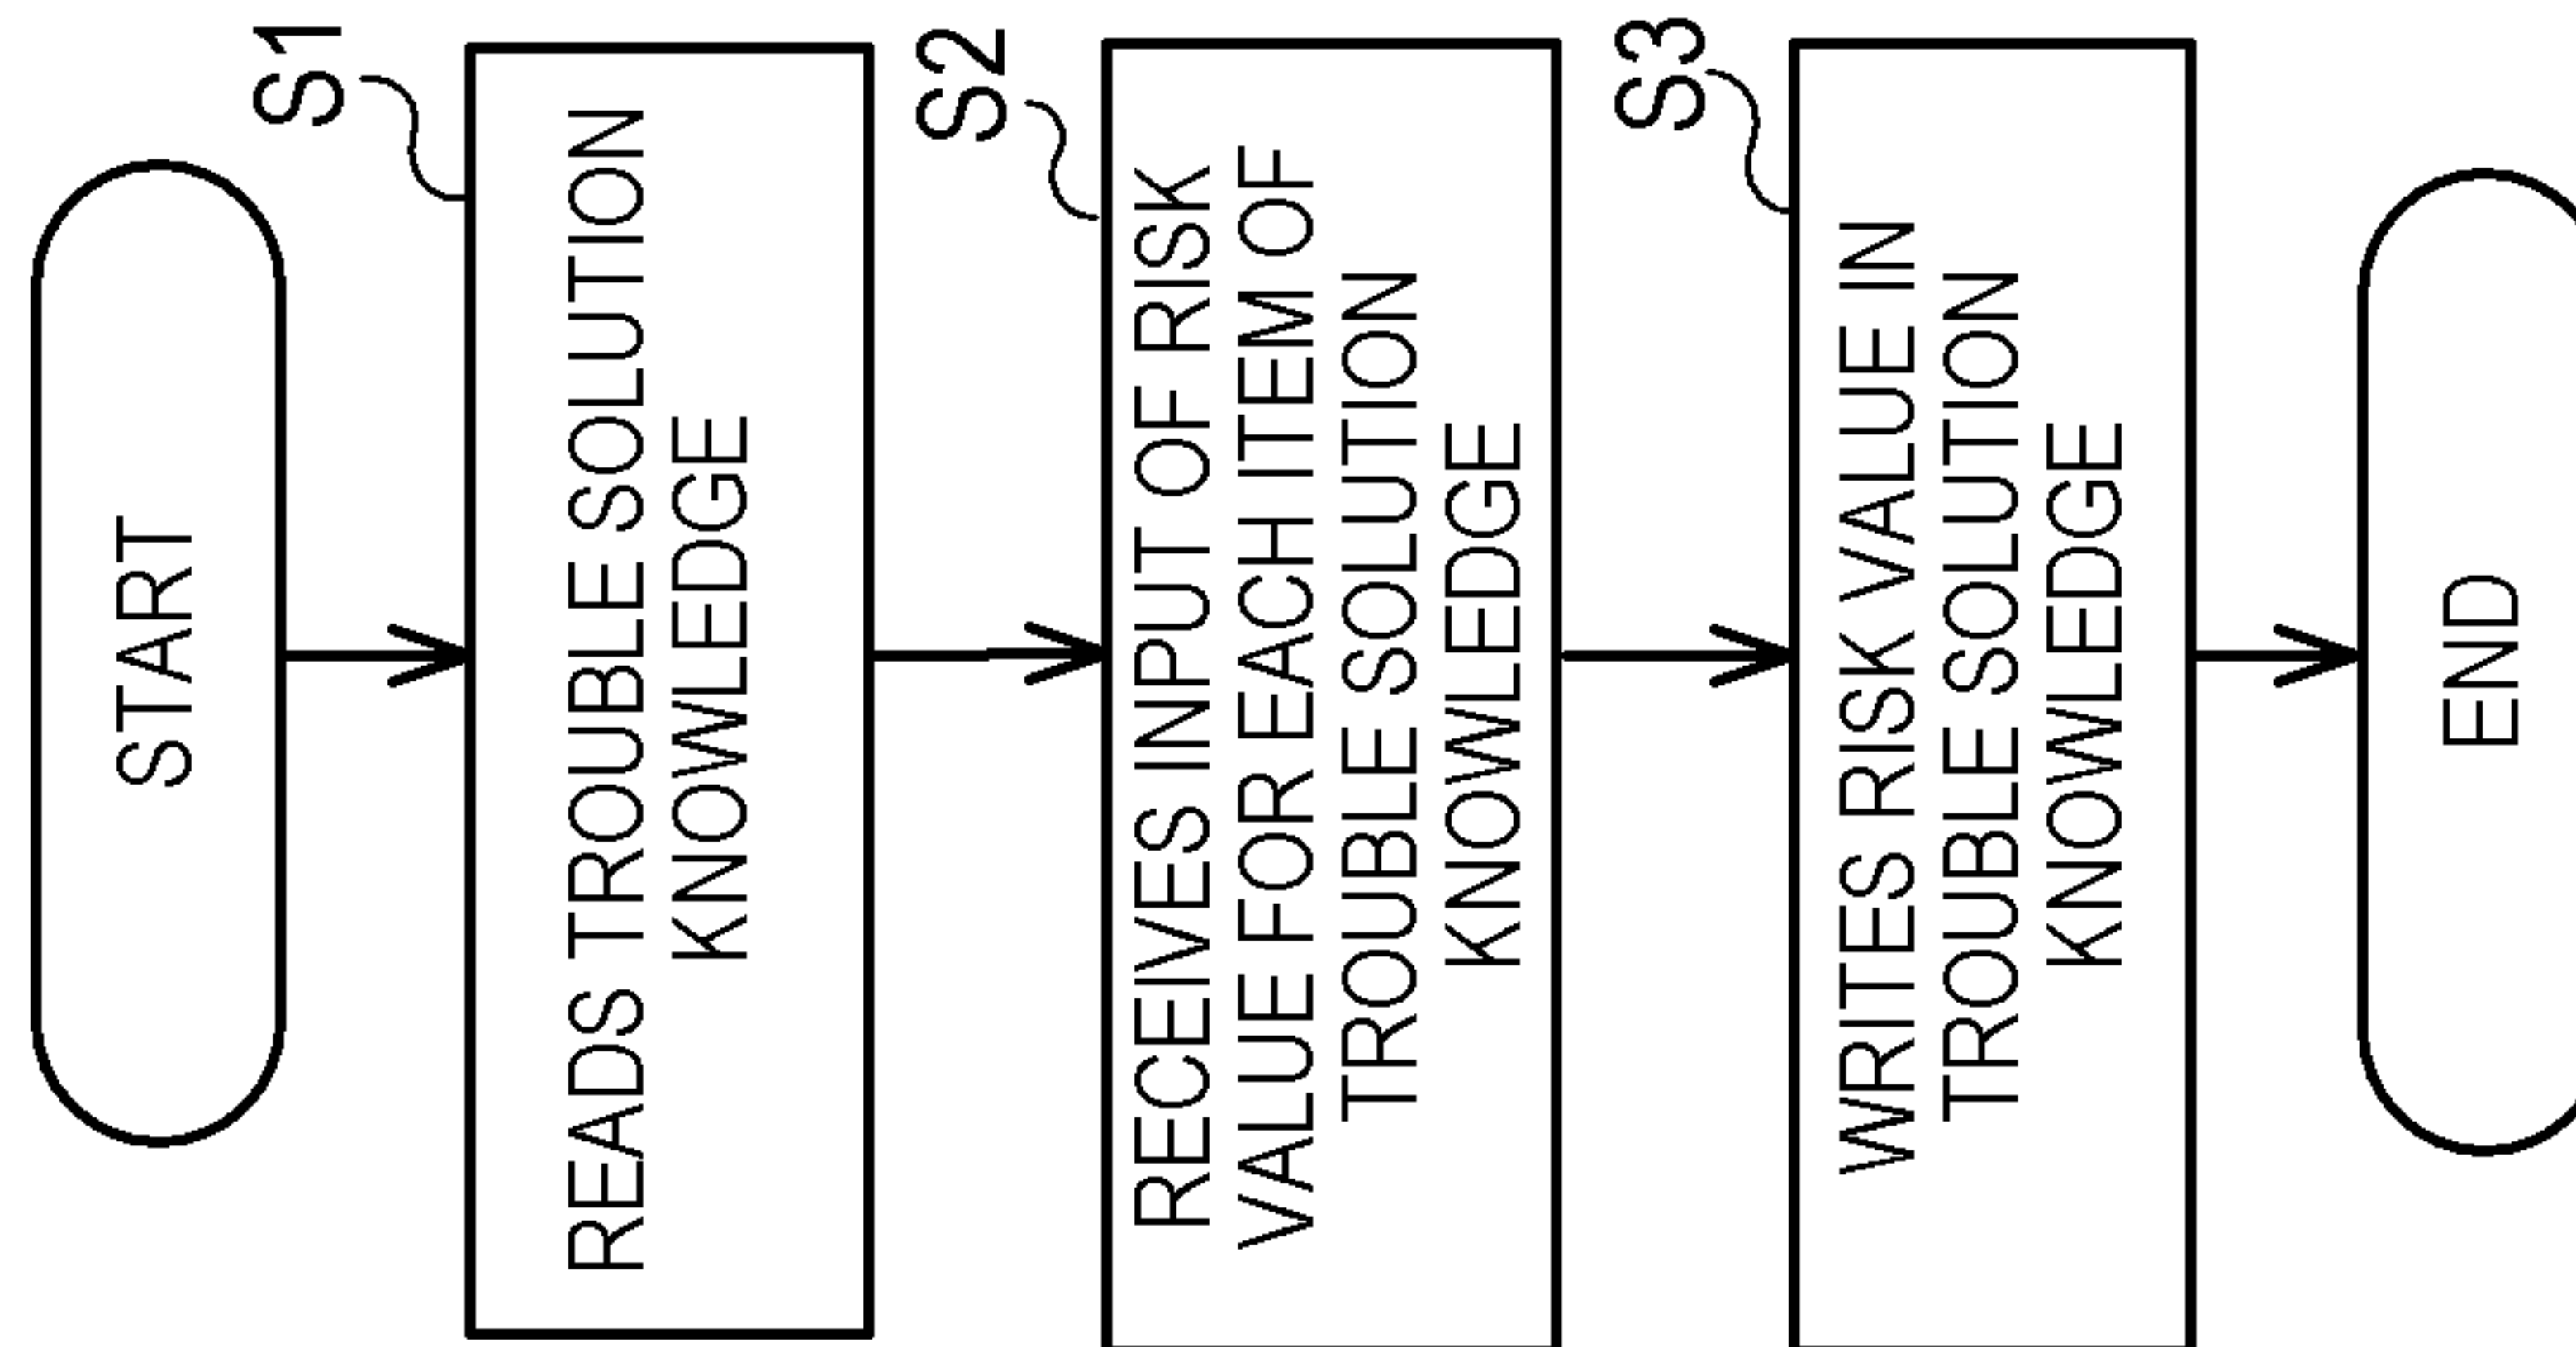 START
S1
READS TROUBLE SOLUTION
KNOWLEDGE
S2
RECEIVES INPUT OF RISK
VALUE FOR EACH ITEM OF
TROUBLE SOLUTION
KNOWLEDGE
S3
WRITES RISK VALUE IN
TROUBLE SOLUTION
KNOWLEDGE
END